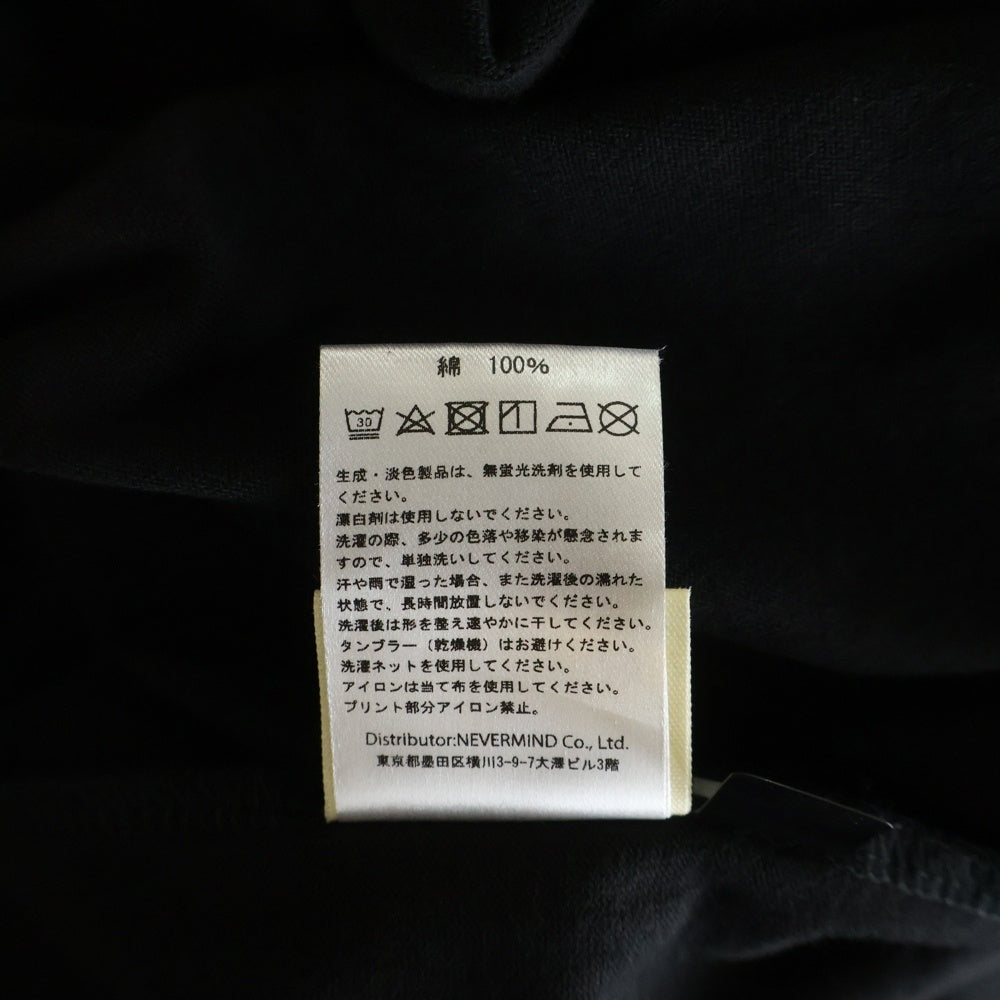 綿 100%
30
生成・淡色製品は、無蛍光洗剤を使用して
ください。
漂白剤は使用しないでください。
洗濯の際、多少の色落や移染が懸念されま
すので、単独洗いしてください。
汗や雨で湿った場合、また洗濯後の濡れた
状態で、長時間放置しないでください。
洗濯後は形を整え速やかに干してください。
タンブラー（乾燥機）はお避けください。
洗濯ネットを使用してください。
アイロンは当て布を使用してください。
プリント部分アイロン禁止。
Distributor:NEVERMIND Co., Ltd.
東京都墨田区横川3-9-7大澤ビル3階